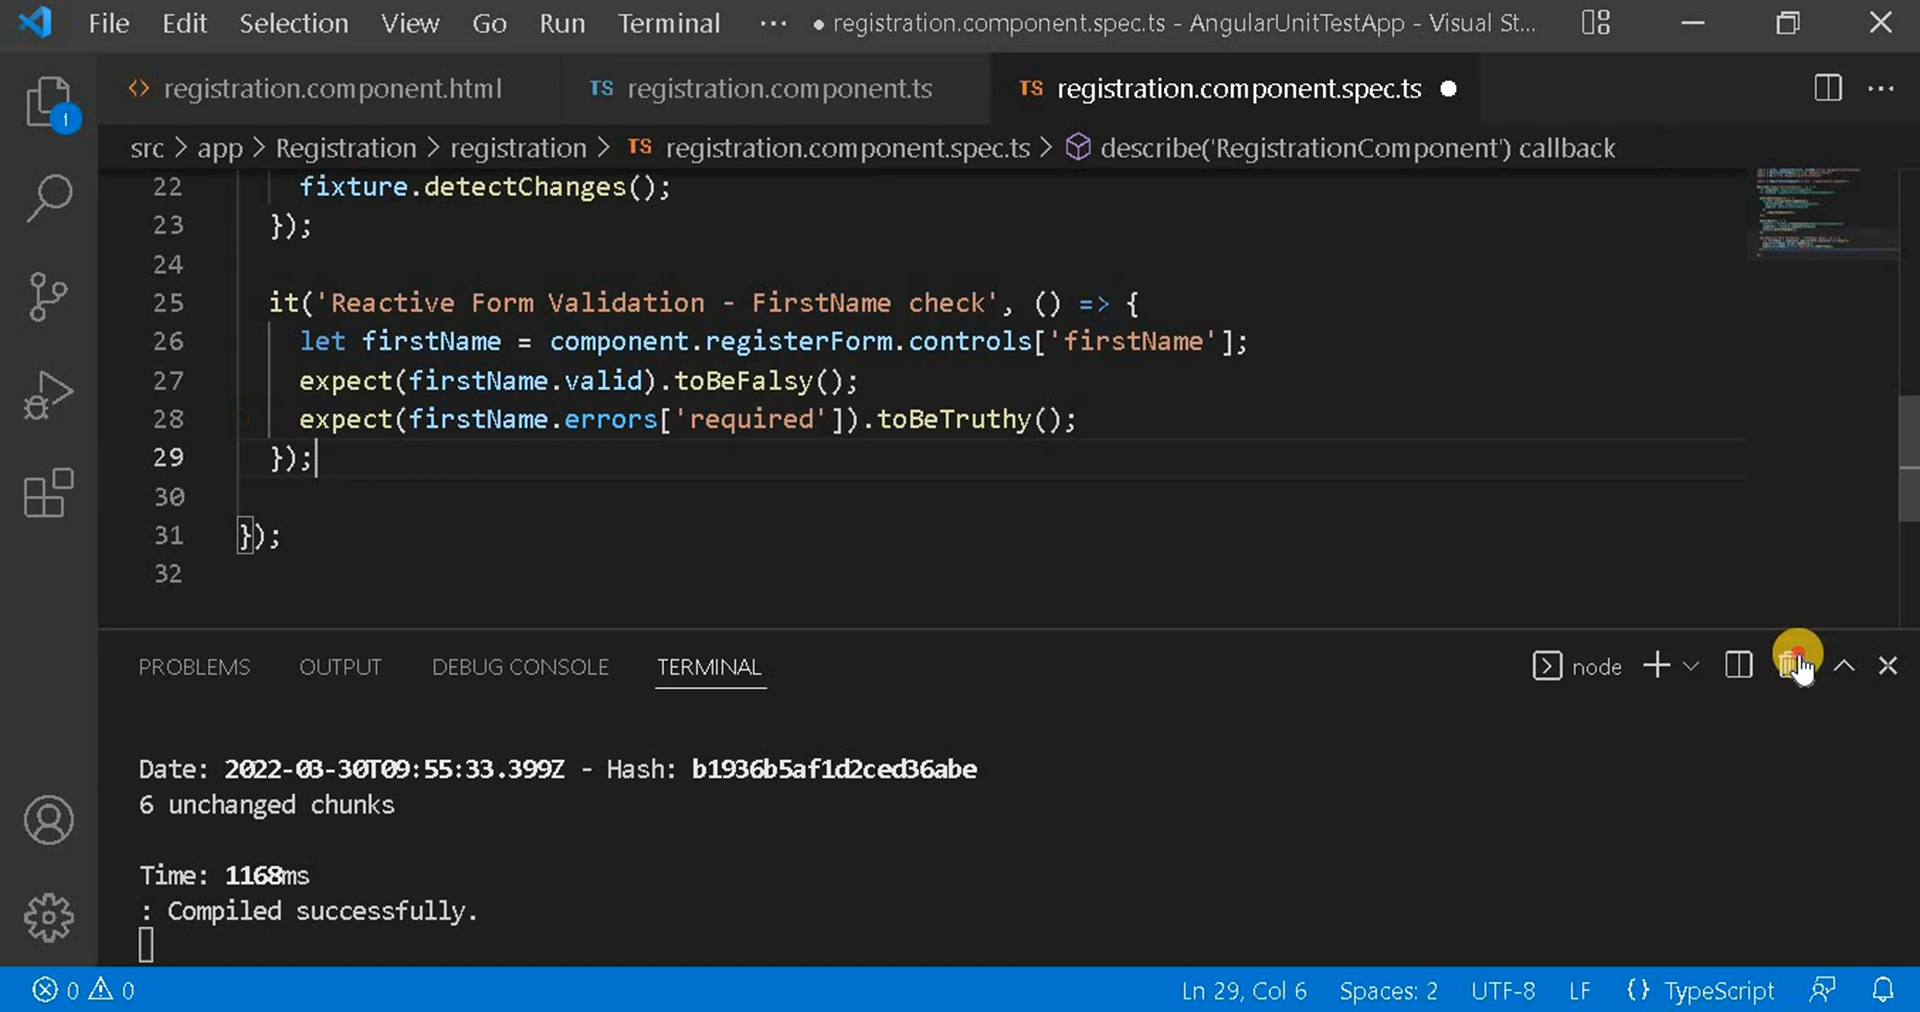 File Edit Selection View Go Run Terminal ··· ● registration.component.spec.ts - AngularUnitTestApp - Visual St...
<> registration.component.html TS registration.component.ts TS registration.component.spec.ts ● ···
1
src > app > Registration > registration > TS registration.component.spec.ts > describe('RegistrationComponent') callback
22 fixture.detectChanges();
23 });
24
25 it('Reactive Form Validation - FirstName check', () => {
26 let firstName = component.registerForm.controls['firstName'];
27 expect(firstName.valid).toBeFalsy();
28 expect(firstName.errors['required']).toBeTruthy();
29 });
30
31 });
32
PROBLEMS OUTPUT DEBUG CONSOLE TERMINAL node
Date: 2022-03-30T09:55:33.399Z - Hash: b1936b5af1d2ced36abe
6 unchanged chunks
Time: 1168ms
: Compiled successfully.
0 0 Ln 29, Col 6 Spaces: 2 UTF-8 LF {} TypeScript